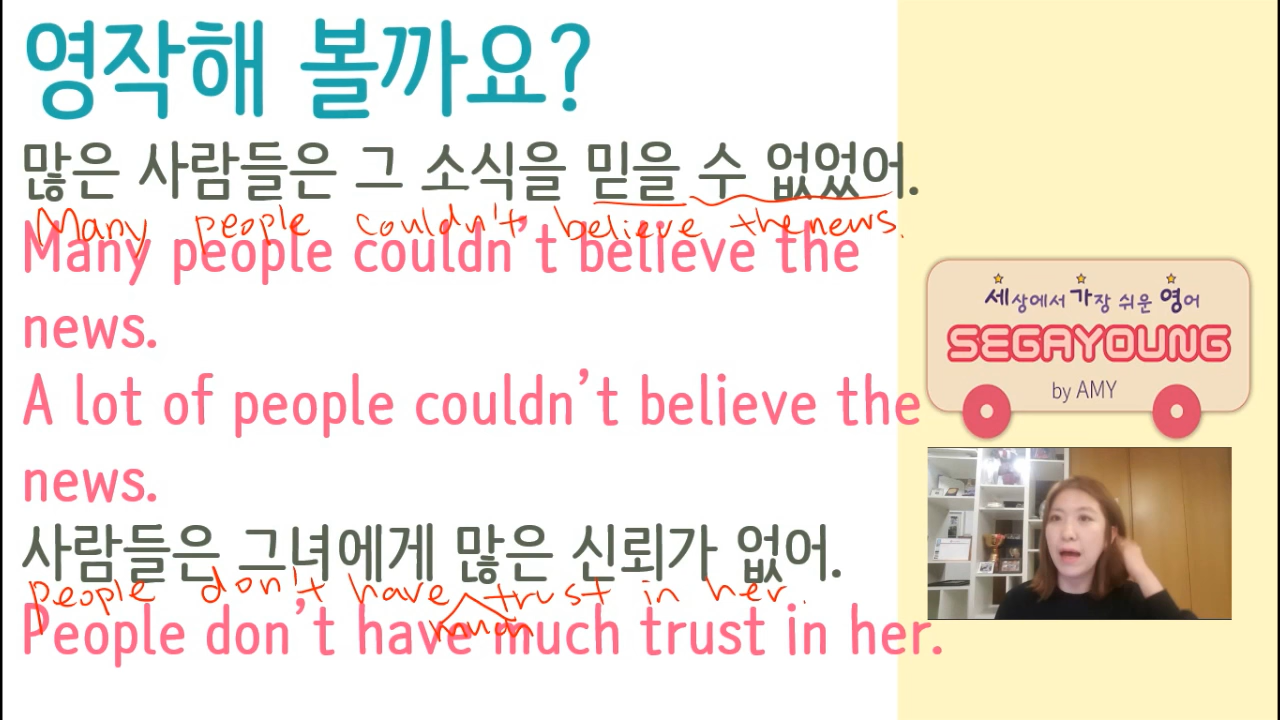 영작해 볼까요?
많은 사람들은 그 소식을 믿을 수 없었어.
Many people couldn't believe the news.
Many people couldn't believe the
news.
A lot of people couldn't believe the
news.
사람들은 그녀에게 많은 신뢰가 없어.
People don't have trust in her.
much
People don't have much trust in her.
세상에서 가장 쉬운 영어
SEGAYOUNG
by AMY